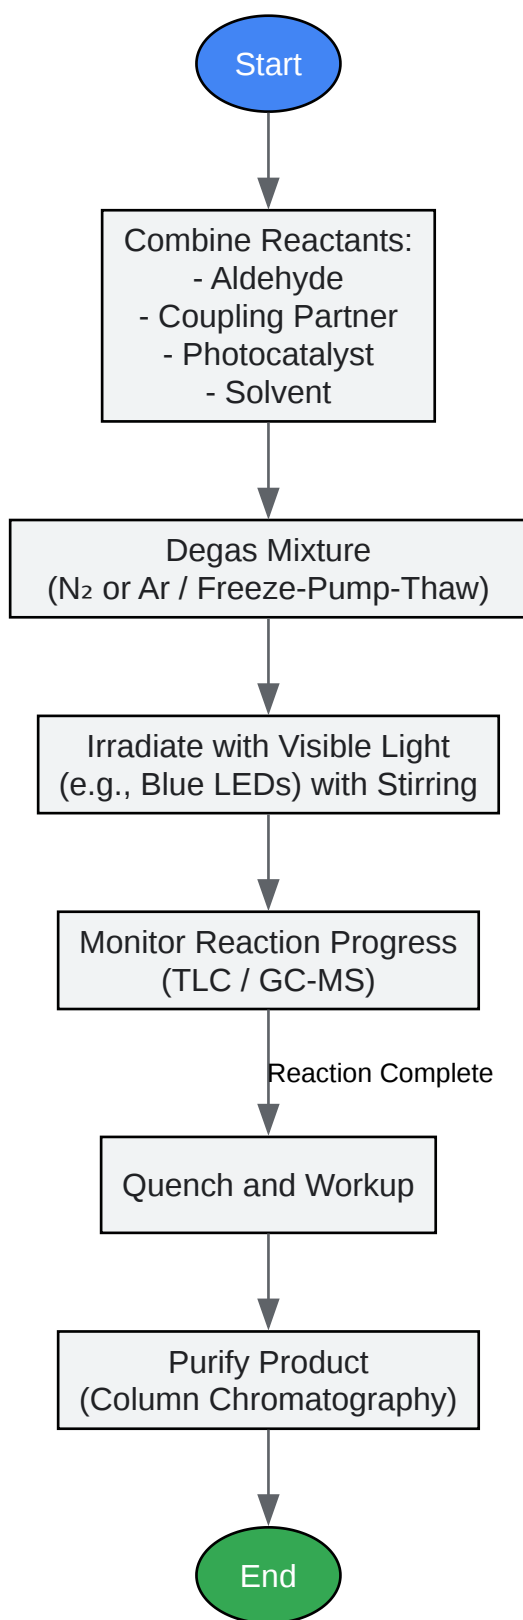 Start
Combine Reactants:
- Aldehyde
- Coupling Partner
- Photocatalyst
- Solvent
Degas Mixture
(N₂ or Ar / Freeze-Pump-Thaw)
Irradiate with Visible Light
(e.g., Blue LEDs) with Stirring
Monitor Reaction Progress
(TLC / GC-MS)
Reaction Complete
Quench and Workup
Purify Product
(Column Chromatography)
End